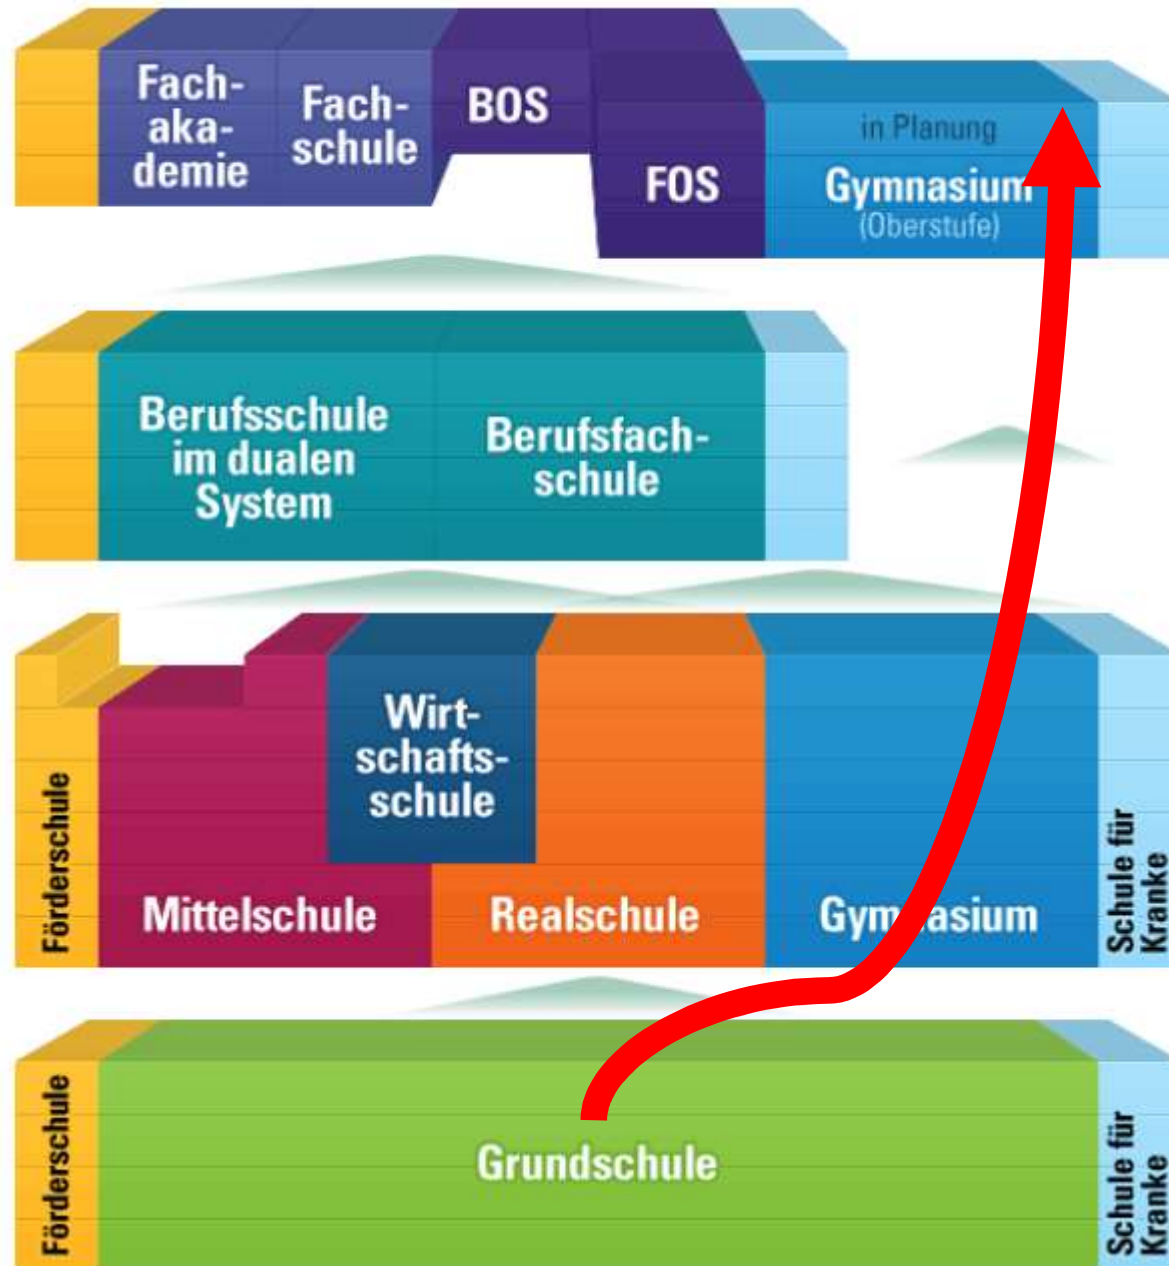 Fach-
aka-
demie
Fach-
schule
BOS
FOS
in Planung
Gymnasium
(Oberstufe)
Berufsschule
im dualen
System
Berufsfach-
schule
Förderschule
Mittelschule
Wirt-
schafts-
schule
Realschule
Gymnasium
Schule für
Kranke
Förderschule
Grundschule
Schule für
Kranke